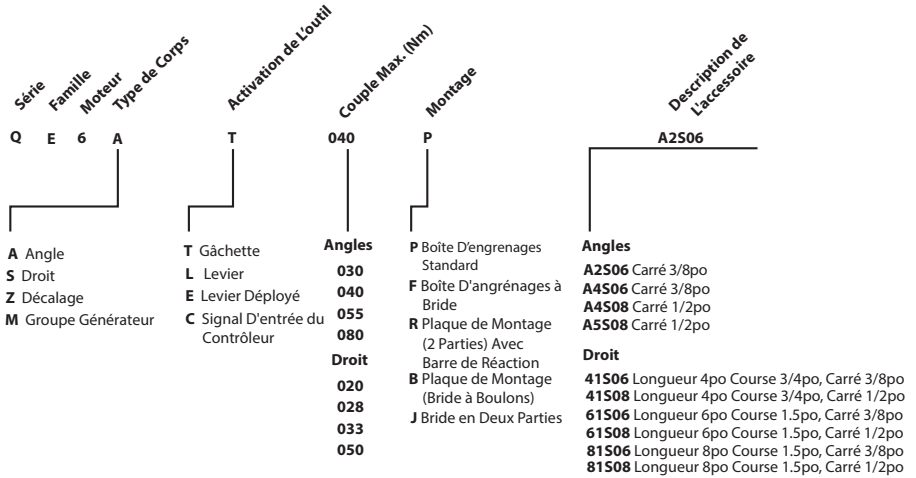 Série
Famille
Moteur
Type de Corps
Activation de L'outil
Couple Max. (Nm)
Montage
Description de
L'accessoire
Q E 6 A T 040 P A2S06
A Angle
S Droit
Z Décalage
M Groupe Générateur
T Gâchette
L Levier
E Levier Déployé
C Signal D'entrée du
Contrôleur
Angles
030
040
055
080
Droit
020
028
033
050
P Boîte D'engrenages
Standard
F Boîte D'angrénages à
Bride
R Plaque de Montage
(2 Parties) Avec
Barre de Réaction
B Plaque de Montage
(Bride à Boulons)
J Bride en Deux Parties
Angles
A2S06 Carré 3/8po
A4S06 Carré 3/8po
A4S08 Carré 1/2po
A5S08 Carré 1/2po
Droit
41S06 Longueur 4po Course 3/4po, Carré 3/8po
41S08 Longueur 4po Course 3/4po, Carré 1/2po
61S06 Longueur 6po Course 1.5po, Carré 3/8po
61S08 Longueur 6po Course 1.5po, Carré 1/2po
81S06 Longueur 8po Course 1.5po, Carré 3/8po
81S08 Longueur 8po Course 1.5po, Carré 1/2po